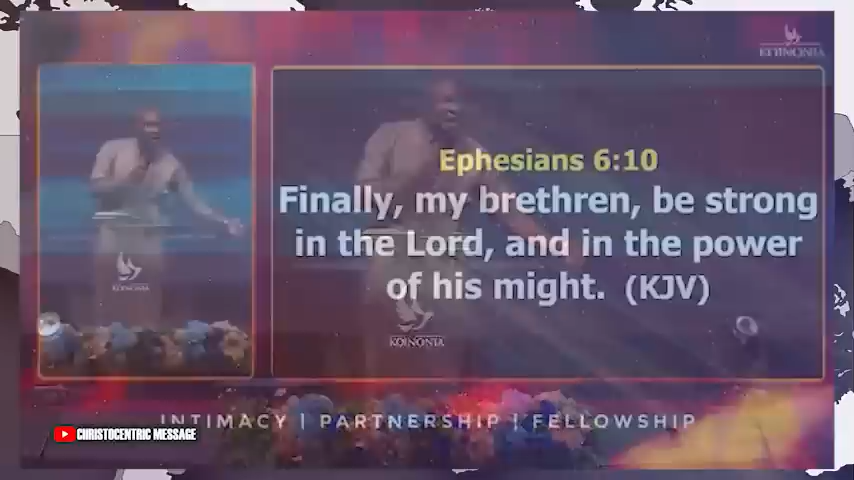 KOINONIA
Ephesians 6:10
Finally, my brethren, be strong
in the Lord, and in the power
of his might. (KJV)
KOINONIA
KOINONIA
INTIMACY | PARTNERSHIP | FELLOWSHIP
CHRISTOCENTRIC MESSAGE